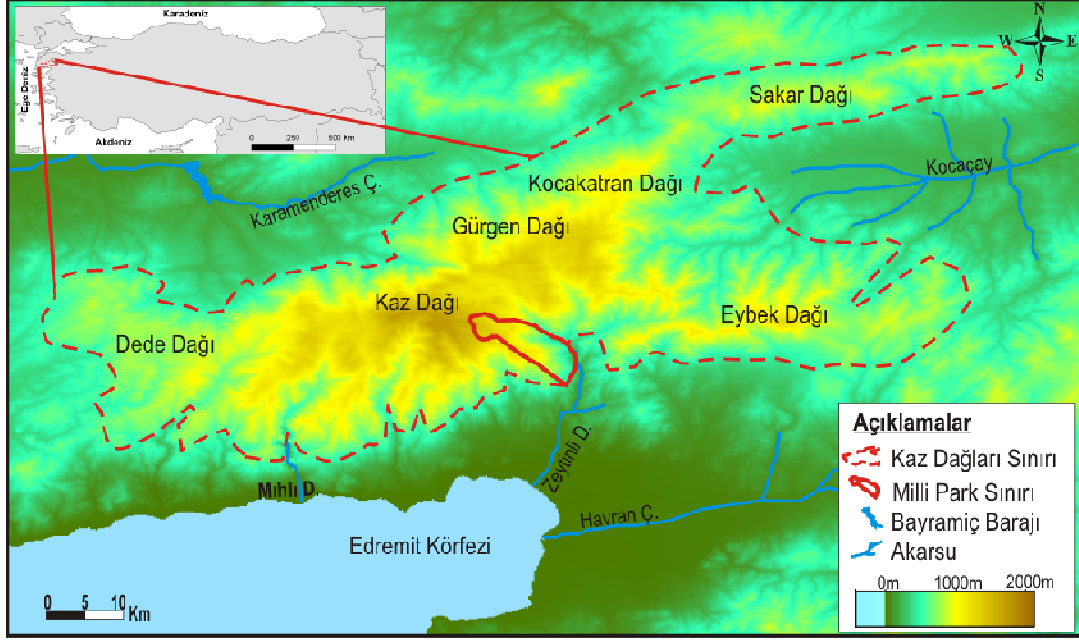 Karadeniz
Ege Deniz
Akdeniz
0 250 500 Km
N
W E
S
Sakar Dağı
Kocaçay
Kocakatran Dağı
Karamenderes Ç.
Gürgen Dağı
Kaz Dağı
Eybek Dağı
Dede Dağı
Zeytinli D.
Mıhlı D.
Havran Ç.
Edremit Körfezi
0 5 10 Km
Açıklamalar
Kaz Dağları Sınırı
Milli Park Sınırı
Bayramiç Barajı
Akarsu
0m 1000m 2000m